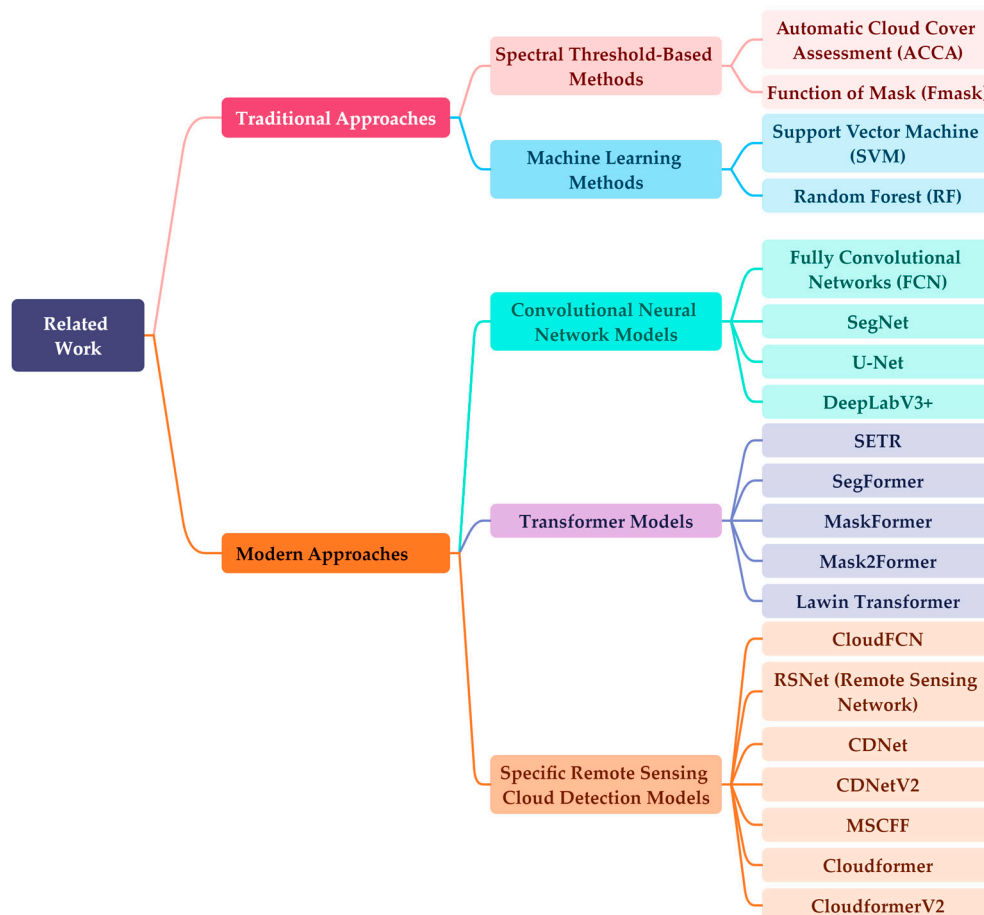 Related
Work
Traditional Approaches
Spectral Threshold-Based
Methods
Automatic Cloud Cover
Assessment (ACCA)
Function of Mask (Fmask)
Machine Learning
Methods
Support Vector Machine
(SVM)
Random Forest (RF)
Modern Approaches
Convolutional Neural
Network Models
Fully Convolutional
Networks (FCN)
SegNet
U-Net
DeepLabV3+
Transformer Models
SETR
SegFormer
MaskFormer
Mask2Former
Lawin Transformer
Specific Remote Sensing
Cloud Detection Models
CloudFCN
RSNet (Remote Sensing
Network)
CDNet
CDNetV2
MSCFF
Cloudformer
CloudformerV2